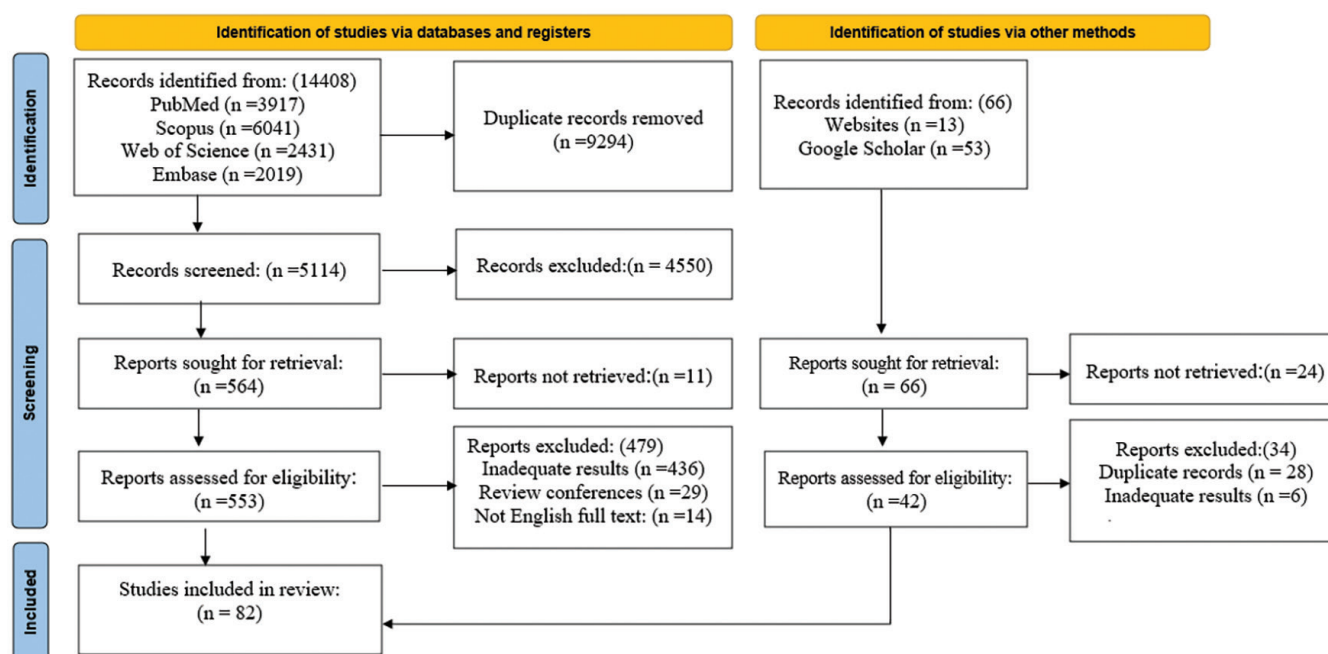 Identification of studies via databases and registers
Identification of studies via other methods
Identification
Records identified from: (14408)
PubMed (n =3917)
Scopus (n =6041)
Web of Science (n =2431)
Embase (n =2019)
Duplicate records removed
(n =9294)
Records identified from: (66)
Websites (n =13)
Google Scholar (n =53)
Screening
Records screened: (n =5114)
Records excluded:(n = 4550)
Reports sought for retrieval:
(n =564)
Reports not retrieved:(n =11)
Reports sought for retrieval:
(n = 66)
Reports not retrieved:(n =24)
Reports assessed for eligibility:
(n =553)
Reports excluded: (479)
Inadequate results (n =436)
Review conferences (n =29)
Not English full text: (n =14)
Reports assessed for eligibility:
(n =42)
Reports excluded:(34)
Duplicate records (n = 28)
Inadequate results (n =6)
.
Included
Studies included in review:
(n = 82)